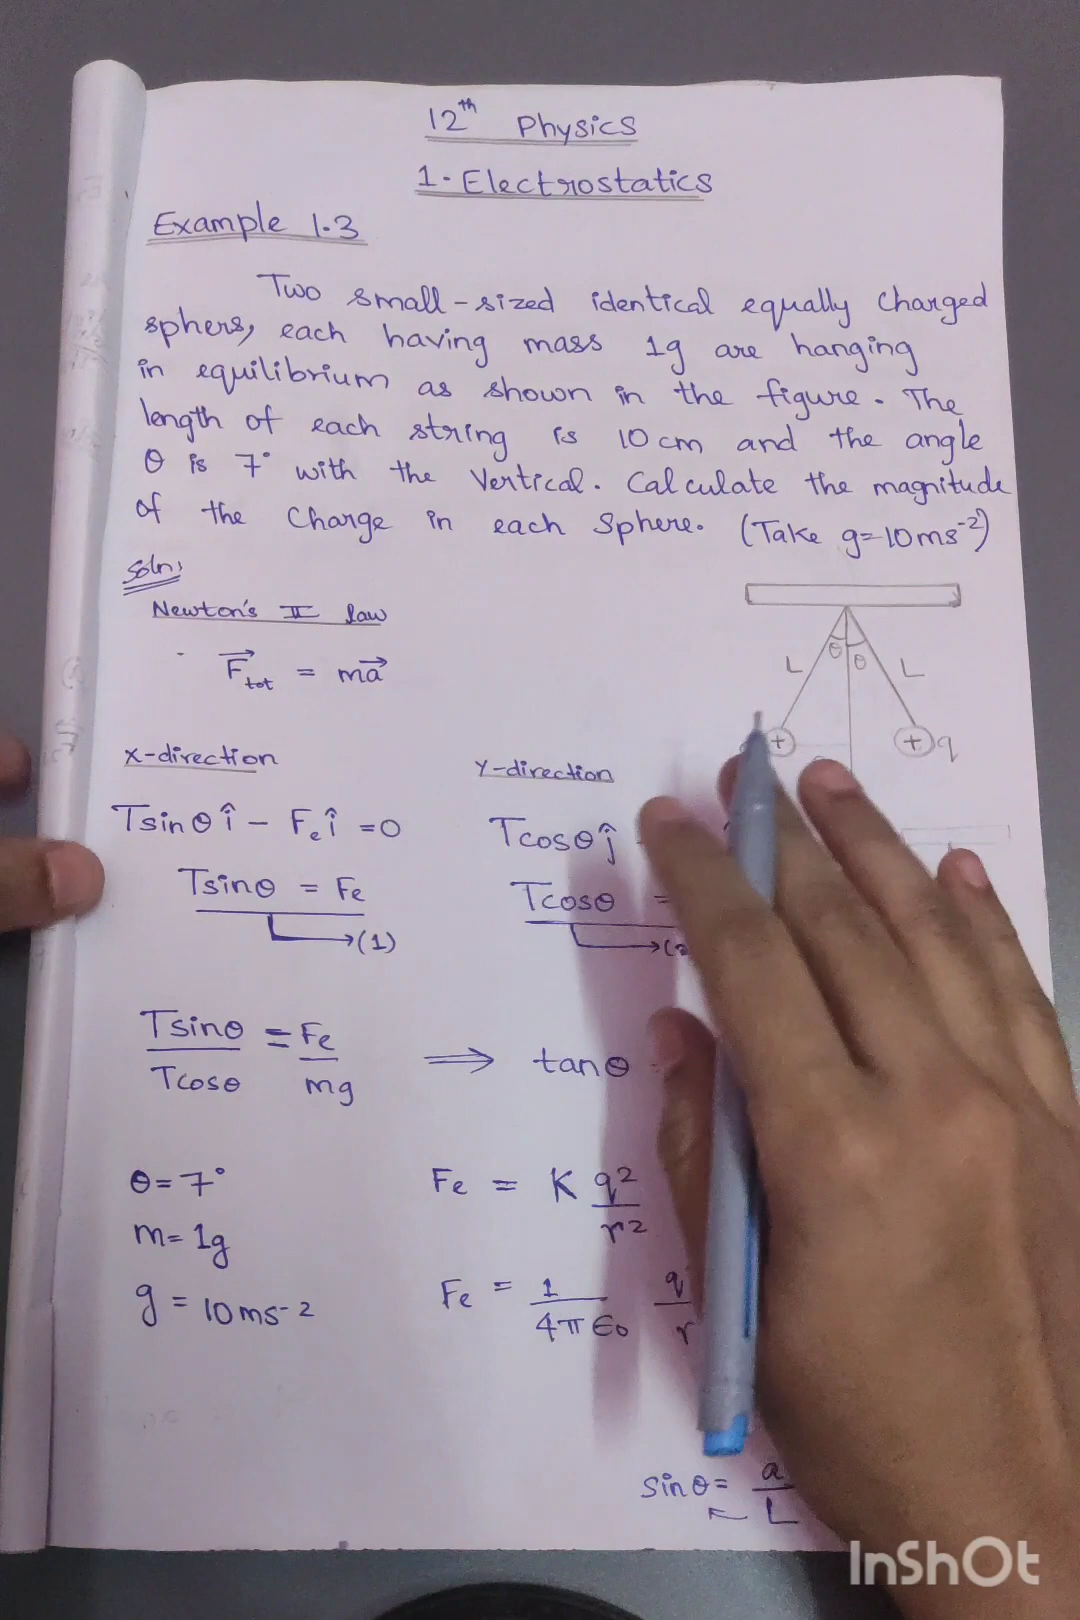 12th Physics
1. Electrostatics
Example 1.3
Two small-sized identical equally charged
sphers, each having mass 1g are hanging
in equilibrium as shown in the figure. The
length of each string is 10cm and the angle
θ is 7° with the vertical. Calculate the magnitude
of the charge in each sphere. (Take g=10ms⁻²)
Soln:
Newton's II law
F⃗tot = ma⃗
θ θ
L L
+ + q
x-direction
Tsinθ î - Fe î = 0
Tsinθ = Fe
→(1)
Y-direction
Tcosθ ĵ
Tcosθ =
→(2
Tsinθ/Tcosθ = Fe/mg ⟹ tanθ
θ = 7°
m = 1g
g = 10ms-2
Fe = K q²/r²
Fe = 1/4πϵ₀ q/r
sinθ = a/L
InShOt